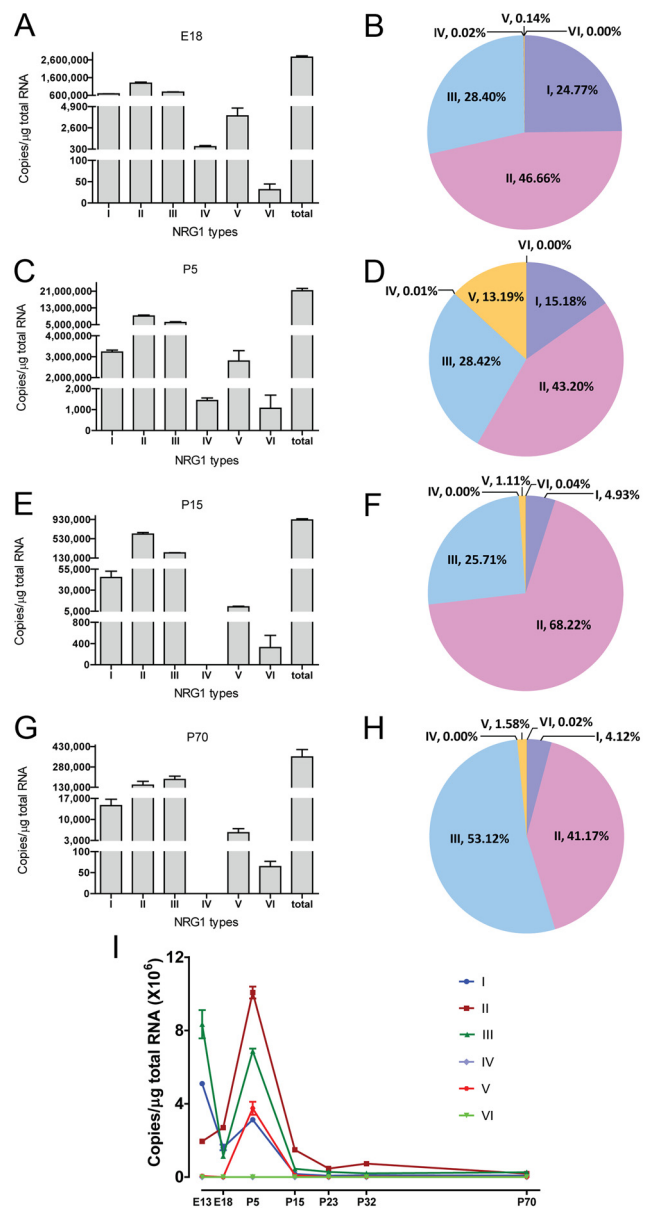 A
E18
Copies/µg total RNA
2,600,000
1,600,000
600,000
4,900
2,600
300
100
50
0
I II III IV V VI total
NRG1 types
B
V, 0.14%
IV, 0.02% VI, 0.00%
III, 28.40% I, 24.77%
II, 46.66%
C
P5
Copies/µg total RNA
21,000,000
13,000,000
5,000,000
4,000,000
3,000,000
2,000,000
2,000
1,000
0
I II III IV V VI total
NRG1 types
D
VI, 0.00%
IV, 0.01% V, 13.19% I, 15.18%
III, 28.42%
II, 43.20%
E
P15
Copies/µg total RNA
930,000
530,000
130,000
55,000
30,000
5,000
800
400
0
I II III IV V VI total
NRG1 types
F
V, 1.11% VI, 0.04%
IV, 0.00% I, 4.93%
III, 25.71%
II, 68.22%
G
P70
Copies/µg total RNA
430,000
280,000
130,000
17,000
10,000
3,000
100
50
0
I II III IV V VI total
NRG1 types
H
V, 1.58% VI, 0.02%
IV, 0.00% I, 4.12%
III, 53.12% II, 41.17%
I
Copies/µg total RNA (X10⁶)
12
8
4
0
E13 E18 P5 P15 P23 P32 P70
I
II
III
IV
V
VI